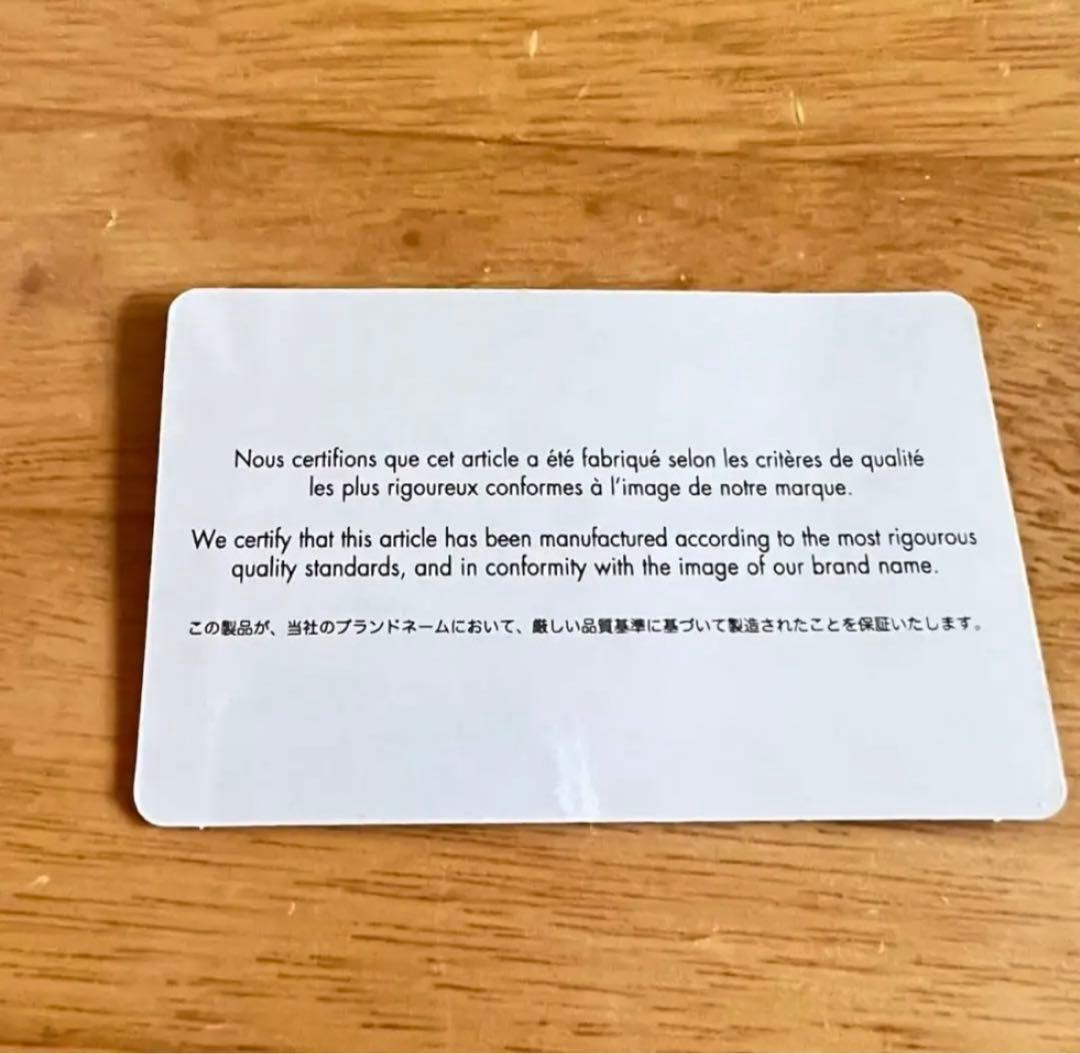 Nous certifions que cet article a été fabriqué selon les critères de qualité
les plus rigoureux conformes à l'image de notre marque.
We certify that this article has been manufactured according to the most rigourous
quality standards, and in conformity with the image of our brand name.
この製品が、当社のブランドネームにおいて、厳しい品質基準に基づいて製造されたことを保証いたします。